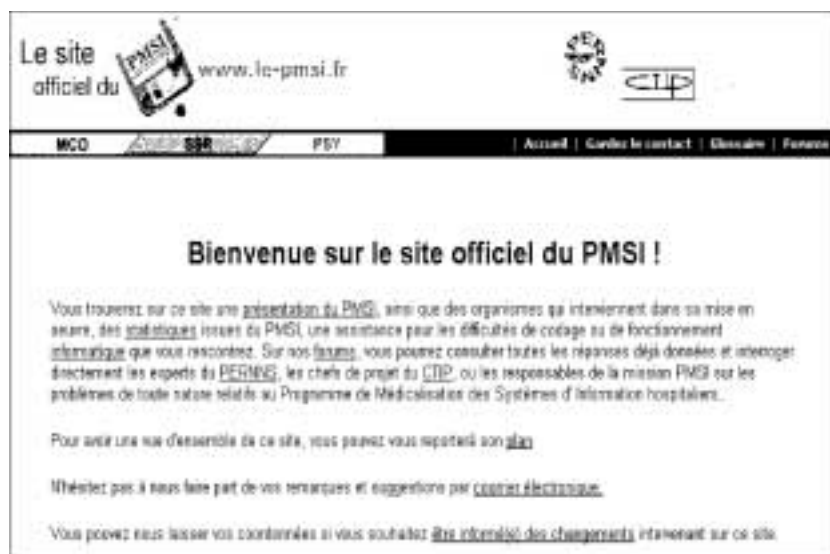 Le site
officiel du
PMSI
www.le-pmsi.fr
CTIP
MCO SSR PSY | Accueil | Gardez le contact | Glossaire | Forums
Bienvenue sur le site officiel du PMSI !
Vous trouverez sur ce site une présentation du PMSI, ainsi que des organismes qui interviennent dans sa mise en
oeuvre, des statistiques issues du PMSI, une assistance pour les difficultés de codage ou de fonctionnement
informatique que vous rencontrez. Sur nos forums, vous pourrez consulter toutes les réponses déjà données et interroger
directement les experts du PERNNS, les chefs de projet du CTIP, ou les responsables de la mission PMSI sur les
problèmes de toute nature relatifs au Programme de Médicalisation des Systèmes d'Information hospitaliers.
Pour avoir une vue d'ensemble de ce site, vous pouvez vous reporter à son plan
N'hésitez pas à nous faire part de vos remarques et suggestions par courrier électronique.
Vous pouvez nous laisser vos coordonnées si vous souhaitez être informé(e) des changements intervenant sur ce site.